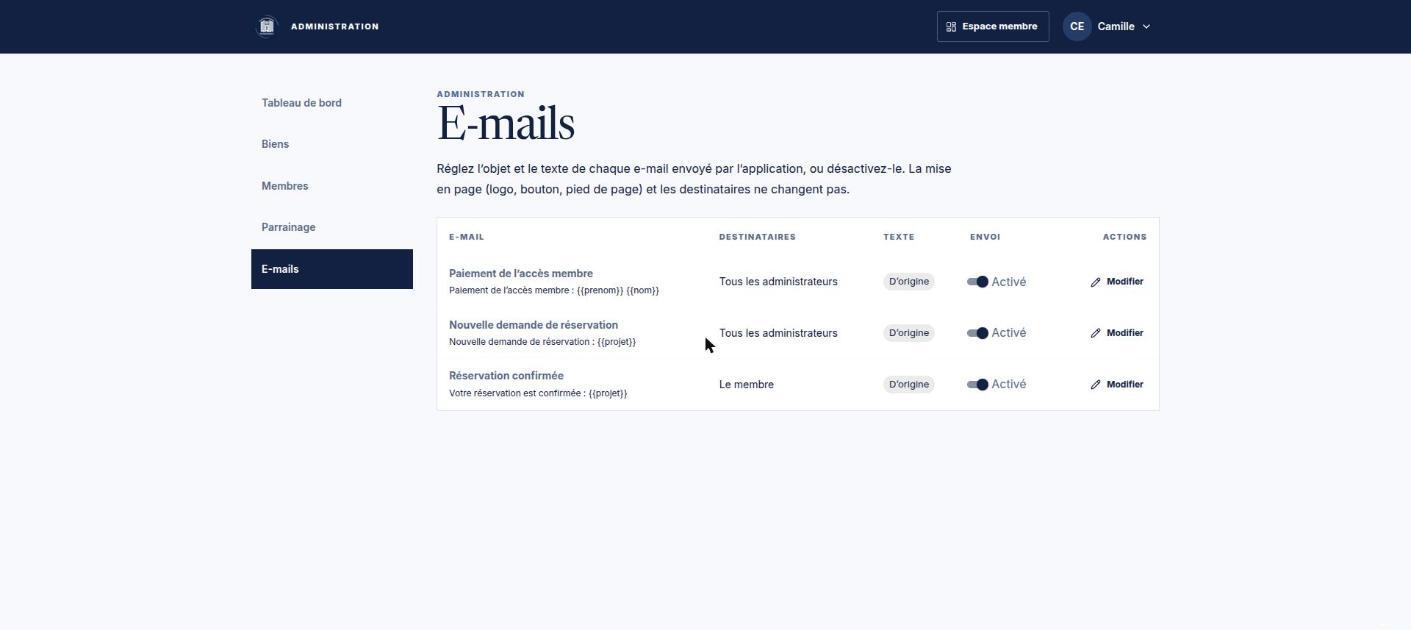 ADMINISTRATION
Espace membre
CE
Camille
Tableau de bord
Biens
Membres
Parrainage
E-mails
ADMINISTRATION
E-mails
Réglez l'objet et le texte de chaque e-mail envoyé par l'application, ou désactivez-le. La mise
en page (logo, bouton, pied de page) et les destinataires ne changent pas.
E-MAIL DESTINATAIRES TEXTE ENVOI ACTIONS
Paiement de l'accès membre
Paiement de l'accès membre : {{prenom}} {{nom}}
Tous les administrateurs D'origine Activé Modifier
Nouvelle demande de réservation
Nouvelle demande de réservation : {{projet}}
Tous les administrateurs D'origine Activé Modifier
Réservation confirmée
Votre réservation est confirmée : {{projet}}
Le membre D'origine Activé Modifier